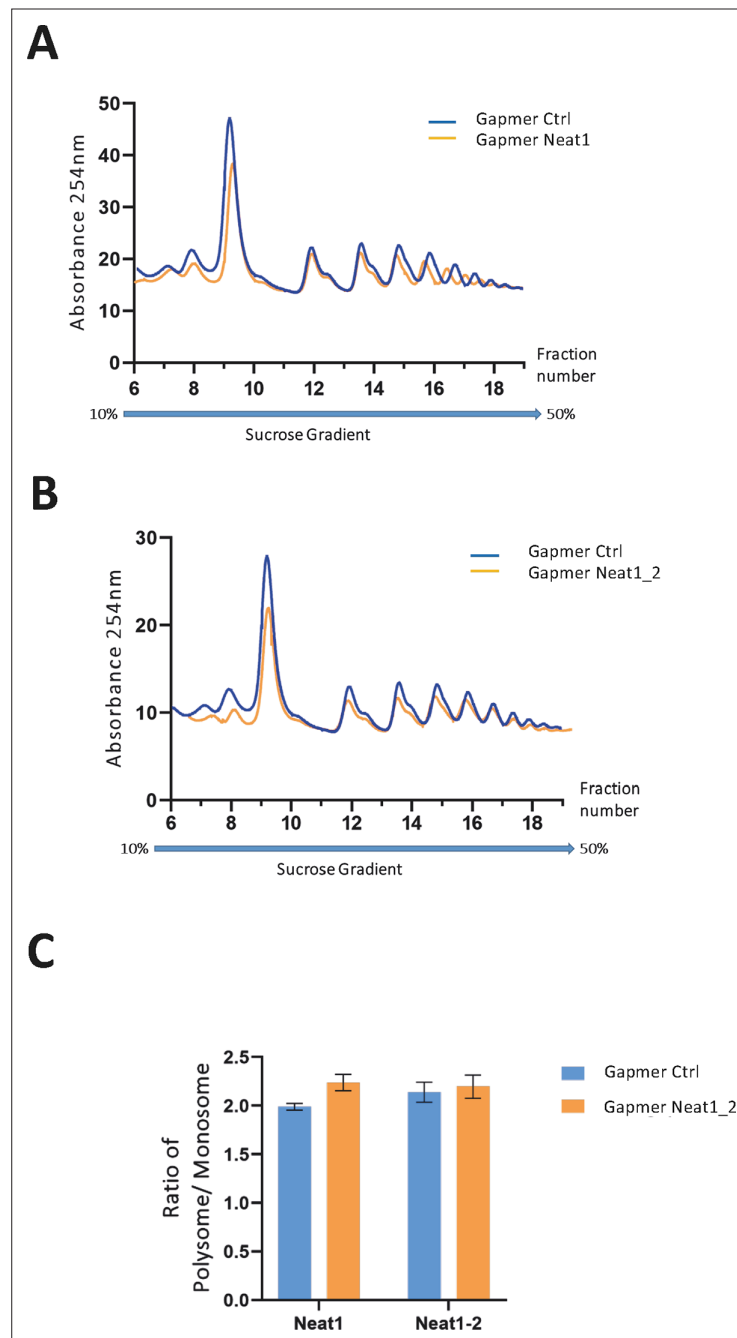 A
50
40
30
20
10
0
Absorbance 254nm
Gapmer Ctrl
Gapmer Neat1
6 8 10 12 14 16 18
Fraction
number
10% 50%
Sucrose Gradient
B
30
20
10
0
Absorbance 254nm
Gapmer Ctrl
Gapmer Neat1_2
6 8 10 12 14 16 18
Fraction
number
10% 50%
Sucrose Gradient
C
2.5
2.0
1.5
1.0
0.5
0.0
Ratio of
Polysome/ Monosome
Gapmer Ctrl
Gapmer Neat1_2
Neat1 Neat1-2